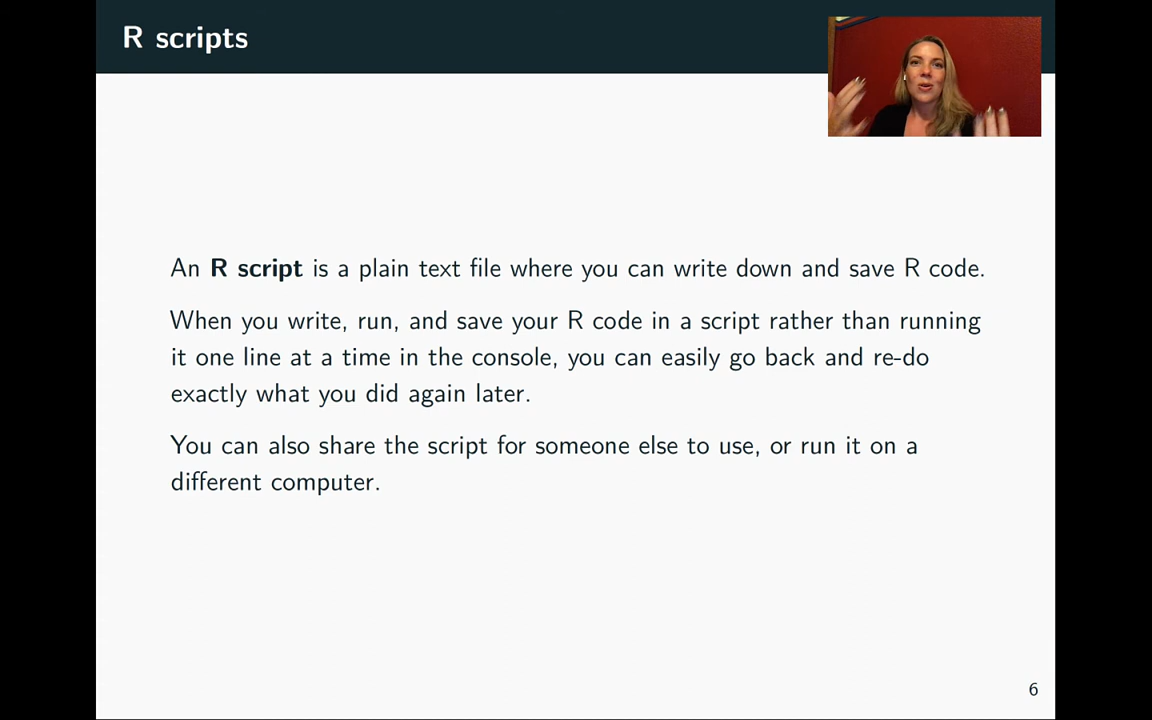 R scripts
An R script is a plain text file where you can write down and save R code.
When you write, run, and save your R code in a script rather than running
it one line at a time in the console, you can easily go back and re-do
exactly what you did again later.
You can also share the script for someone else to use, or run it on a
different computer.
6